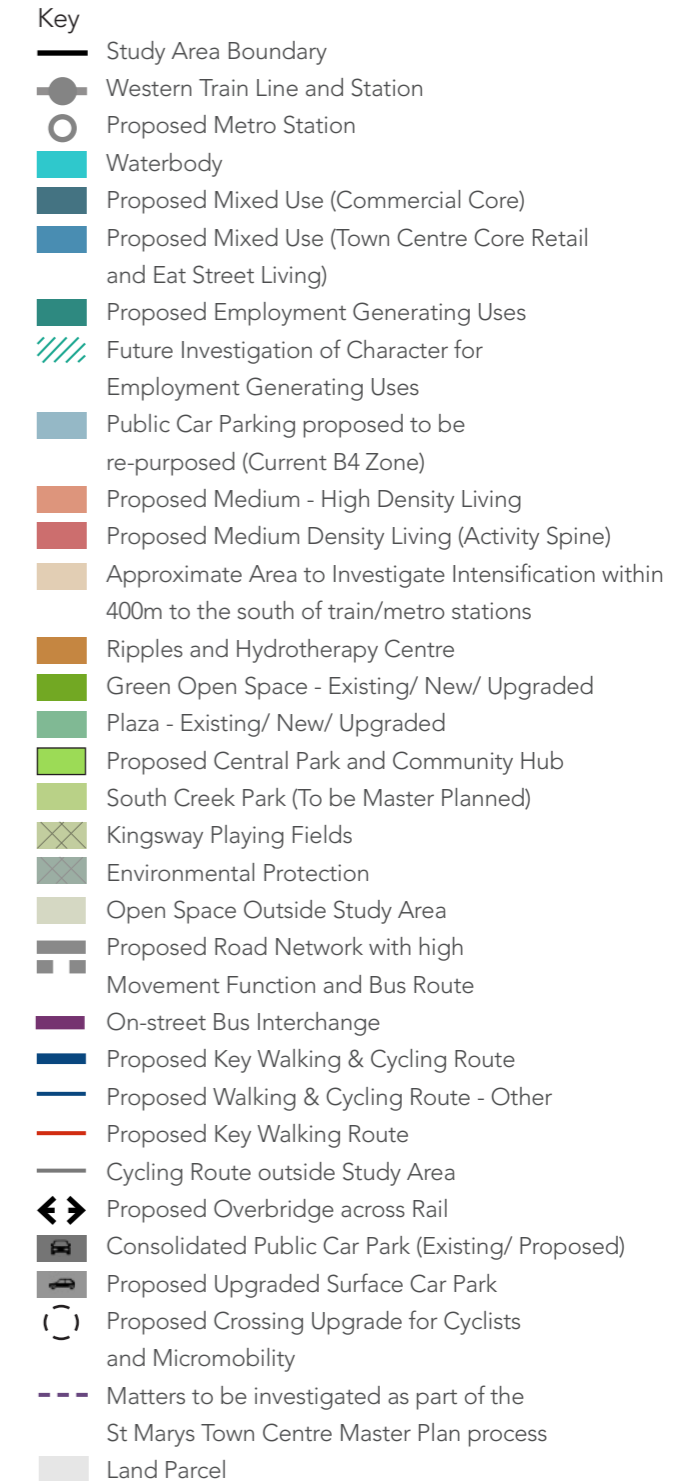 Key
Study Area Boundary
Western Train Line and Station
Proposed Metro Station
Waterbody
Proposed Mixed Use (Commercial Core)
Proposed Mixed Use (Town Centre Core Retail
and Eat Street Living)
Proposed Employment Generating Uses
Future Investigation of Character for
Employment Generating Uses
Public Car Parking proposed to be
re-purposed (Current B4 Zone)
Proposed Medium - High Density Living
Proposed Medium Density Living (Activity Spine)
Approximate Area to Investigate Intensification within
400m to the south of train/metro stations
Ripples and Hydrotherapy Centre
Green Open Space - Existing/ New/ Upgraded
Plaza - Existing/ New/ Upgraded
Proposed Central Park and Community Hub
South Creek Park (To be Master Planned)
Kingsway Playing Fields
Environmental Protection
Open Space Outside Study Area
Proposed Road Network with high
Movement Function and Bus Route
On-street Bus Interchange
Proposed Key Walking & Cycling Route
Proposed Walking & Cycling Route - Other
Proposed Key Walking Route
Cycling Route outside Study Area
Proposed Overbridge across Rail
Consolidated Public Car Park (Existing/ Proposed)
Proposed Upgraded Surface Car Park
Proposed Crossing Upgrade for Cyclists
and Micromobility
Matters to be investigated as part of the
St Marys Town Centre Master Plan process
Land Parcel